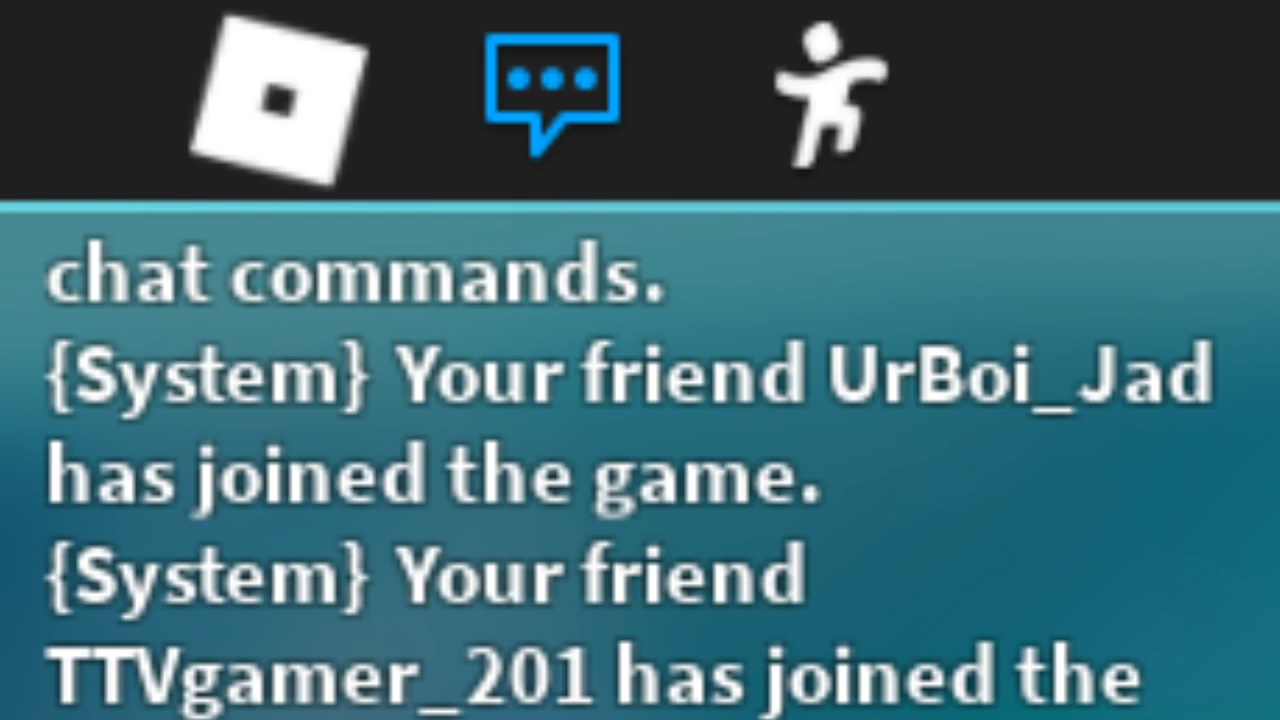 chat commands.
{System} Your friend UrBoi_Jad
has joined the game.
{System} Your friend
TTVgamer_201 has joined the